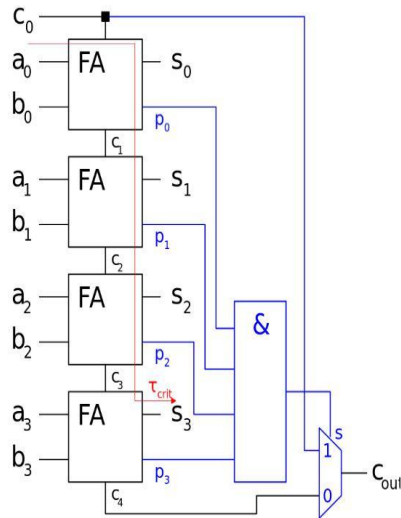 c0
a0 FA s0
b0 p0
c1
a1 FA s1
b1 p1
c2
a2 FA s2
b2 p2
c3 τcrit
a3 FA s3
b3 p3
c4
&
s
1
0
cout